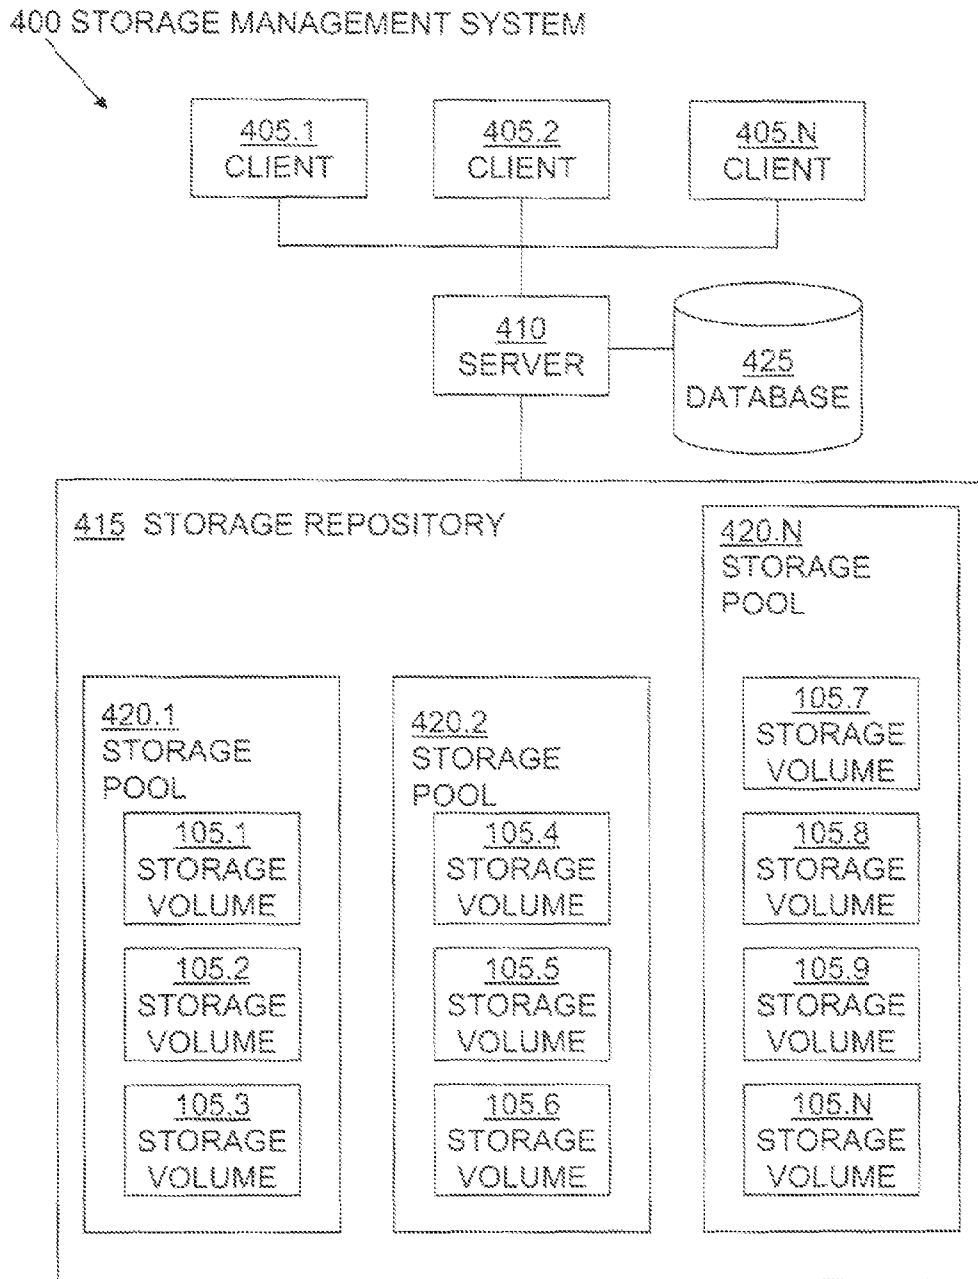 400 STORAGE MANAGEMENT SYSTEM
405.1
CLIENT
405.2
CLIENT
405.N
CLIENT
410
SERVER
425
DATABASE
415 STORAGE REPOSITORY
420.1
STORAGE
POOL
105.1
STORAGE
VOLUME
105.2
STORAGE
VOLUME
105.3
STORAGE
VOLUME
420.2
STORAGE
POOL
105.4
STORAGE
VOLUME
105.5
STORAGE
VOLUME
105.6
STORAGE
VOLUME
420.N
STORAGE
POOL
105.7
STORAGE
VOLUME
105.8
STORAGE
VOLUME
105.9
STORAGE
VOLUME
105.N
STORAGE
VOLUME